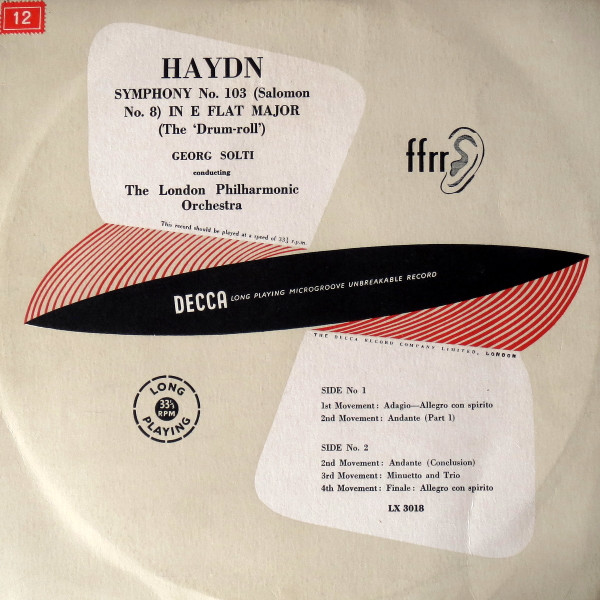 12
HAYDN
SYMPHONY No. 103 (Salomon
No. 8) IN E FLAT MAJOR
(The 'Drum-roll')
GEORG SOLTI
conducting
The London Philharmonic
Orchestra
This record should be played at a speed of 33⅓ r.p.m.
ffrr
DECCA LONG PLAYING MICROGROOVE UNBREAKABLE RECORD
THE DECCA RECORD COMPANY LIMITED, LONDON
LONG
33⅓
RPM
PLAYING
SIDE No 1
1st Movement: Adagio—Allegro con spirito
2nd Movement: Andante (Part 1)
SIDE No. 2
2nd Movement: Andante (Conclusion)
3rd Movement: Minuetto and Trio
4th Movement: Finale: Allegro con spirito
LX 3018